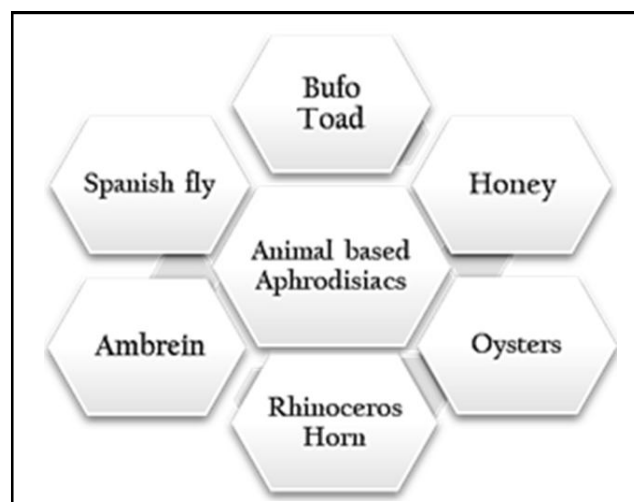 Bufo
Toad
Spanish fly
Honey
Animal based
Aphrodisiacs
Ambrein
Oysters
Rhinoceros
Horn